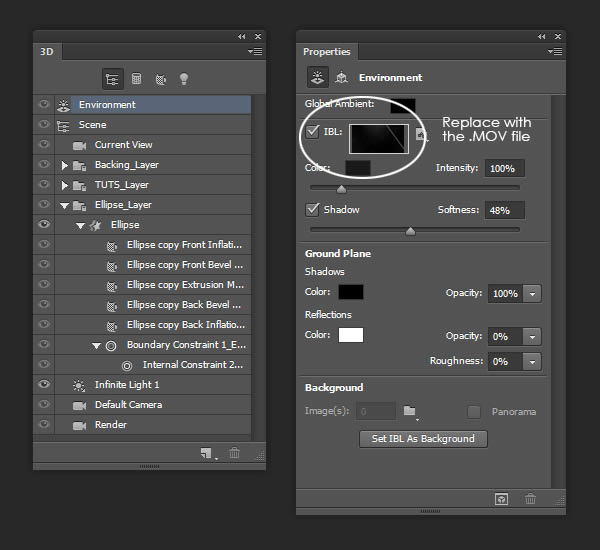 3D
Environment
Scene
Current View
Backing_Layer
TUTS_Layer
Ellipse_Layer
Ellipse
Ellipse copy Front Inflati...
Ellipse copy Front Bevel ...
Ellipse copy Extrusion M...
Ellipse copy Back Bevel ...
Ellipse copy Back Inflatio...
Boundary Constraint 1_E...
Internal Constraint 2...
Infinite Light 1
Default Camera
Render
Properties
Environment
Global Ambient:
IBL:
Replace with
the .MOV file
Color:
Intensity: 100%
Shadow
Softness: 48%
Ground Plane
Shadows
Color:
Opacity: 100%
Reflections
Color:
Opacity: 0%
Roughness: 0%
Background
Image(s): 0
Panorama
Set IBL As Background